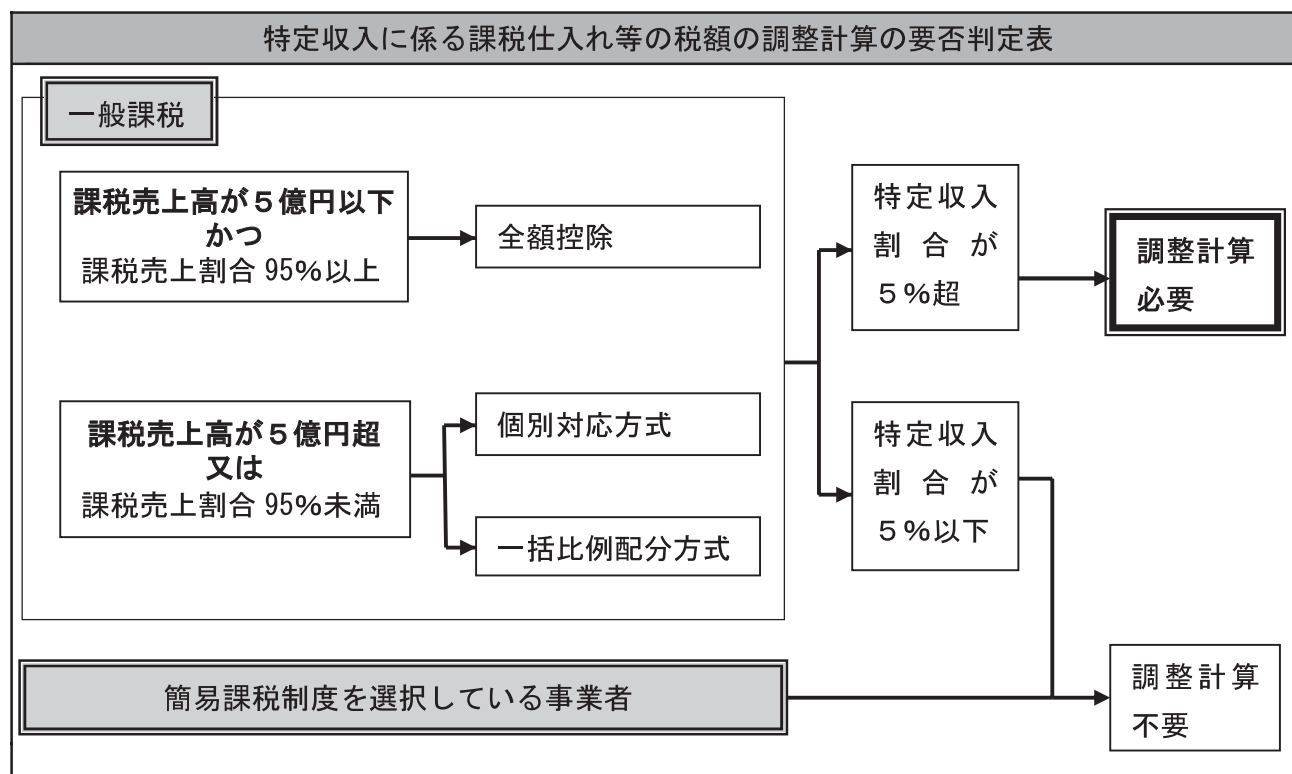 特定収入に係る課税仕入れ等の税額の調整計算の要否判定表
一般課税
課税売上高が５億円以下
かつ
課税売上割合 95％以上
全額控除
課税売上高が５億円超
又は
課税売上割合 95％未満
個別対応方式
一括比例配分方式
特定収入
割合が
５％超
調整計算
必要
特定収入
割合が
５％以下
簡易課税制度を選択している事業者
調整計算
不要